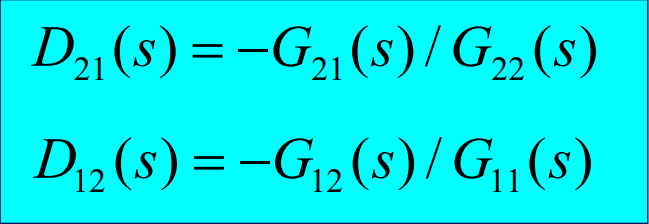 D₂₁(s) = −G₂₁(s) / G₂₂(s)
D₁₂(s) = −G₁₂(s) / G₁₁(s)